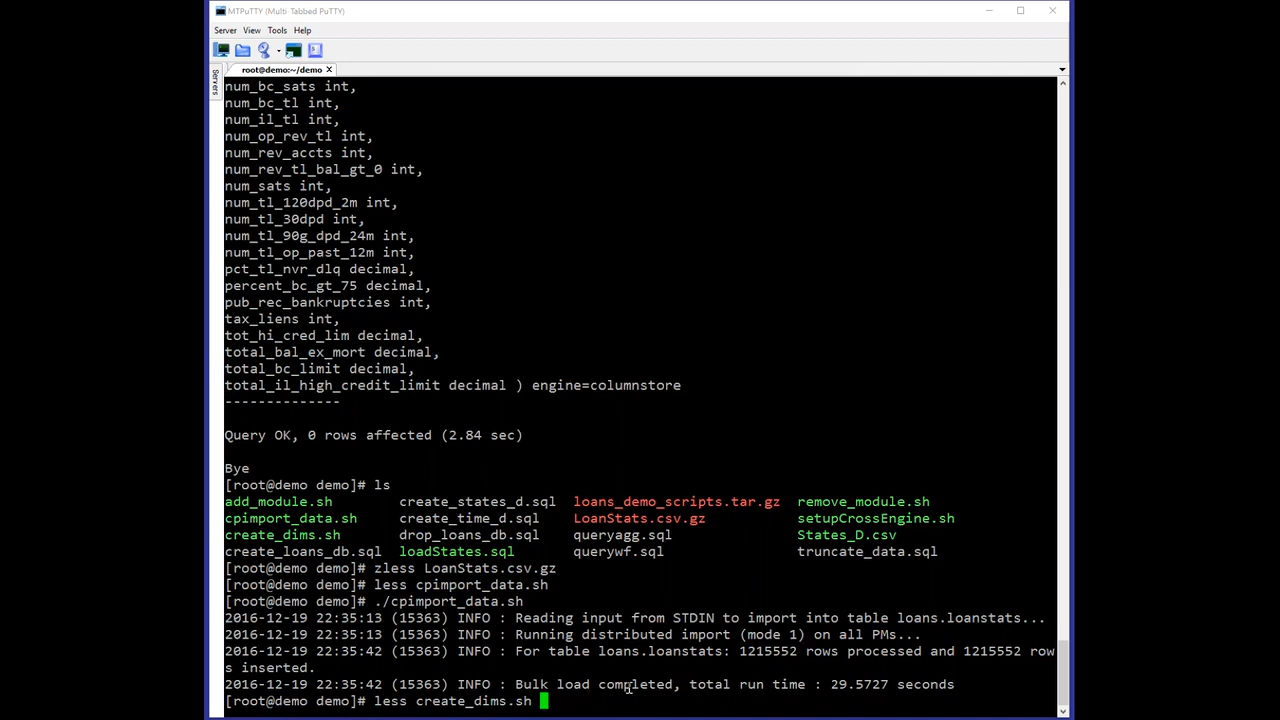 MTPuTTY (Multi Tabbed PuTTY)
Server View Tools Help
root@demo:~/demo
Servers
num_bc_sats int,
num_bc_tl int,
num_il_tl int,
num_op_rev_tl int,
num_rev_accts int,
num_rev_tl_bal_gt_0 int,
num_sats int,
num_tl_120dpd_2m int,
num_tl_30dpd int,
num_tl_90g_dpd_24m int,
num_tl_op_past_12m int,
pct_tl_nvr_dlq decimal,
percent_bc_gt_75 decimal,
pub_rec_bankruptcies int,
tax_liens int,
tot_hi_cred_lim decimal,
total_bal_ex_mort decimal,
total_bc_limit decimal,
total_il_high_credit_limit decimal ) engine=columnstore
--------------
Query OK, 0 rows affected (2.84 sec)
Bye
[root@demo demo]# ls
add_module.sh create_states_d.sql loans_demo_scripts.tar.gz remove_module.sh
cpimport_data.sh create_time_d.sql LoanStats.csv.gz setupCrossEngine.sh
create_dims.sh drop_loans_db.sql queryagg.sql States_D.csv
create_loans_db.sql loadStates.sql querywf.sql truncate_data.sql
[root@demo demo]# zless LoanStats.csv.gz
[root@demo demo]# less cpimport_data.sh
[root@demo demo]# ./cpimport_data.sh
2016-12-19 22:35:13 (15363) INFO : Reading input from STDIN to import into table loans.loanstats...
2016-12-19 22:35:13 (15363) INFO : Running distributed import (mode 1) on all PMs...
2016-12-19 22:35:42 (15363) INFO : For table loans.loanstats: 1215552 rows processed and 1215552 row
s inserted.
2016-12-19 22:35:42 (15363) INFO : Bulk load completed, total run time : 29.5727 seconds
[root@demo demo]# less create_dims.sh